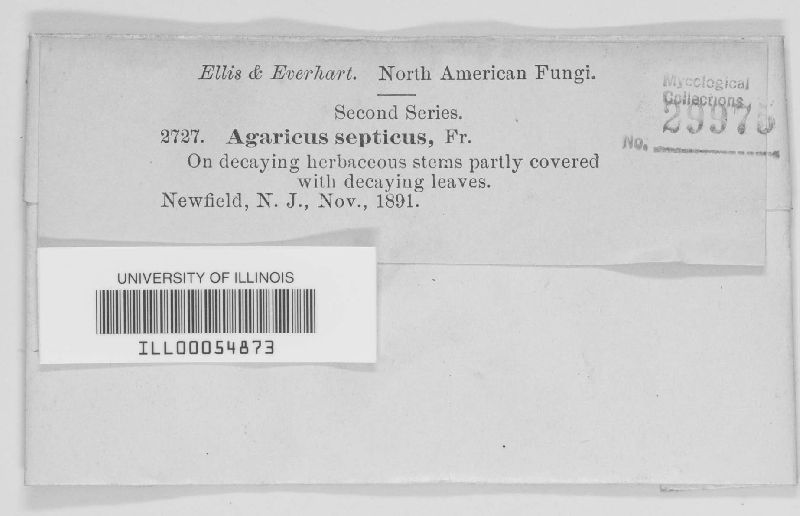 Ellis & Everhart. North American Fungi.
Second Series.
2727. Agaricus septicus, Fr.
On decaying herbaceous stems partly covered
with decaying leaves.
Newfield, N. J., Nov., 1891.
Mycological
Collections
No. 29975
UNIVERSITY OF ILLINOIS
ILL00054873